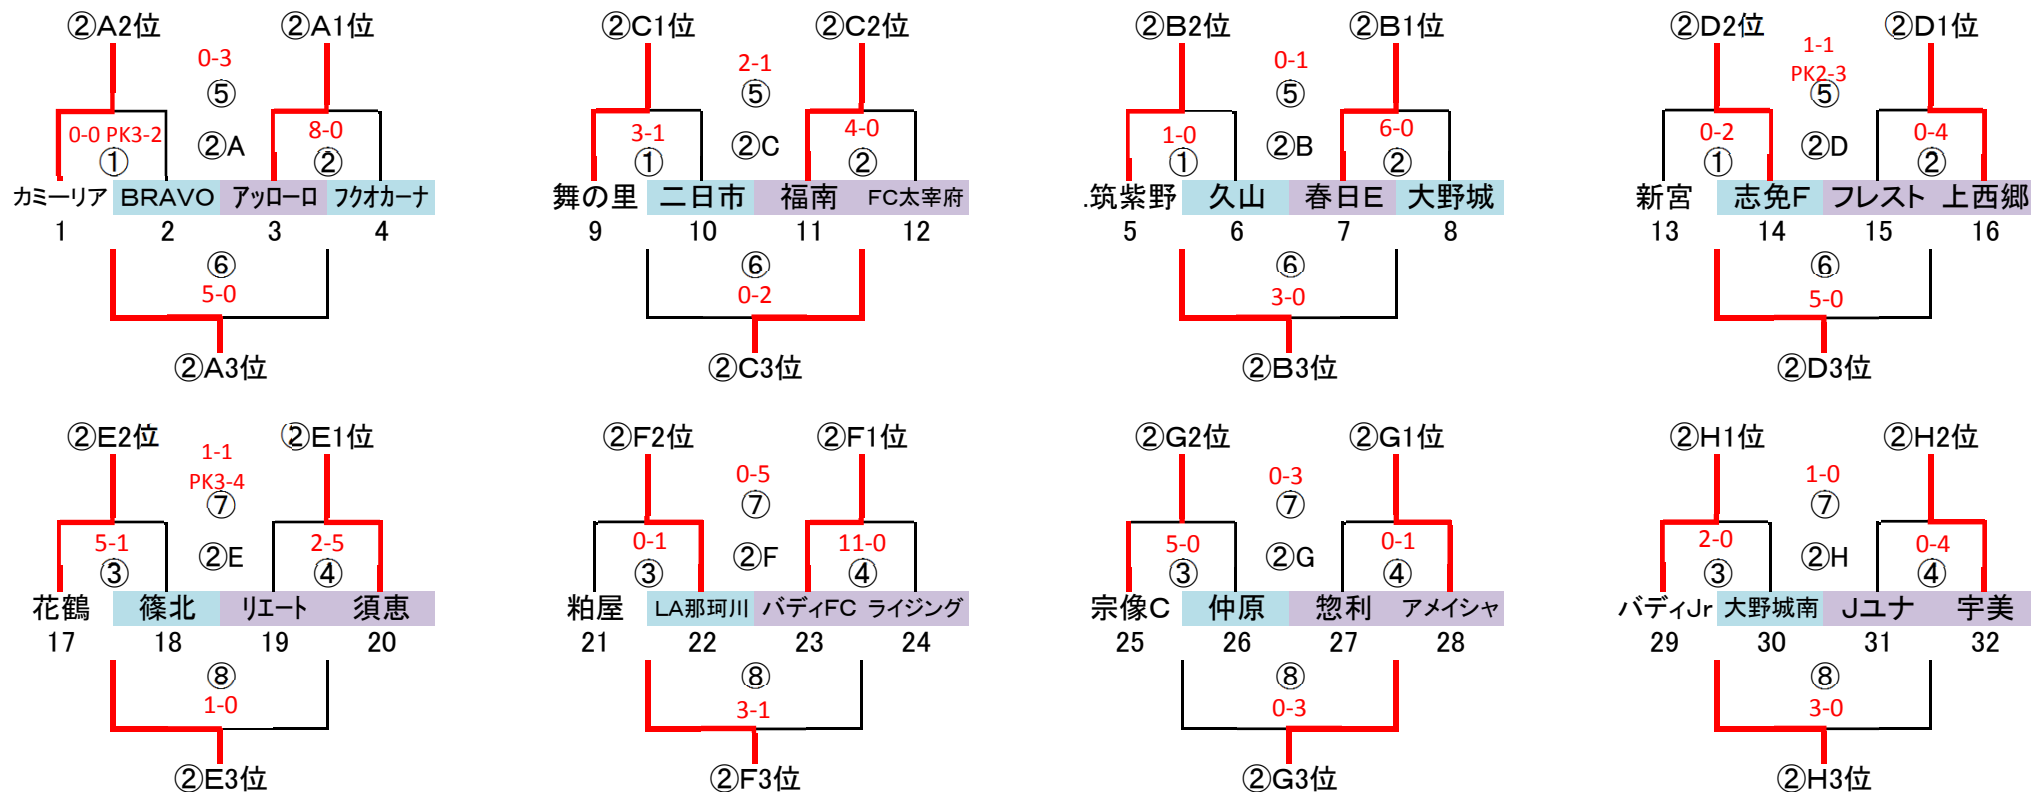 ②A2位 ②A1位 ②C1位 ②C2位 ②B2位 ②B1位 ②D2位 ②D1位
0-3 2-1 0-1 1-1
PK2-3
⑤ ⑤ ⑤ ⑤
0-0 PK3-2 ②A 8-0 3-1 ②C 4-0 1-0 ②B 6-0 0-2 ②D 0-4
① ② ① ② ① ② ① ②
カミーリア BRAVO アッローロ フクオカーナ 舞の里 二日市 福南 FC太宰府 .筑紫野 久山 春日E 大野城 新宮 志免F フレスト 上西郷
1 2 3 4 9 10 11 12 5 6 7 8 13 14 15 16
⑥ ⑥ ⑥ ⑥
5-0 0-2 3-0 5-0
②A3位 ②C3位 ②B3位 ②D3位
②E2位 ②E1位 ②F2位 ②F1位 ②G2位 ②G1位 ②H1位 ②H2位
1-1 0-5 0-3 1-0
PK3-4
⑦ ⑦ ⑦ ⑦
5-1 ②E 2-5 0-1 ②F 11-0 5-0 ②G 0-1 2-0 ②H 0-4
③ ④ ③ ④ ③ ④ ③ ④
花鶴 篠北 リエート 須恵 粕屋 LA那珂川 バディFC ライジング 宗像C 仲原 惣利 アメイシャ バディJr 大野城南 Jユナ 宇美
17 18 19 20 21 22 23 24 25 26 27 28 29 30 31 32
⑧ ⑧ ⑧ ⑧
1-0 3-1 0-3 3-0
②E3位 ②F3位 ②G3位 ②H3位